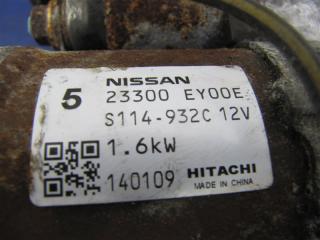 NISSAN
5 23300 EY00E
S114-932C 12V
1.6kW
140109 HITACHI
MADE IN CHINA